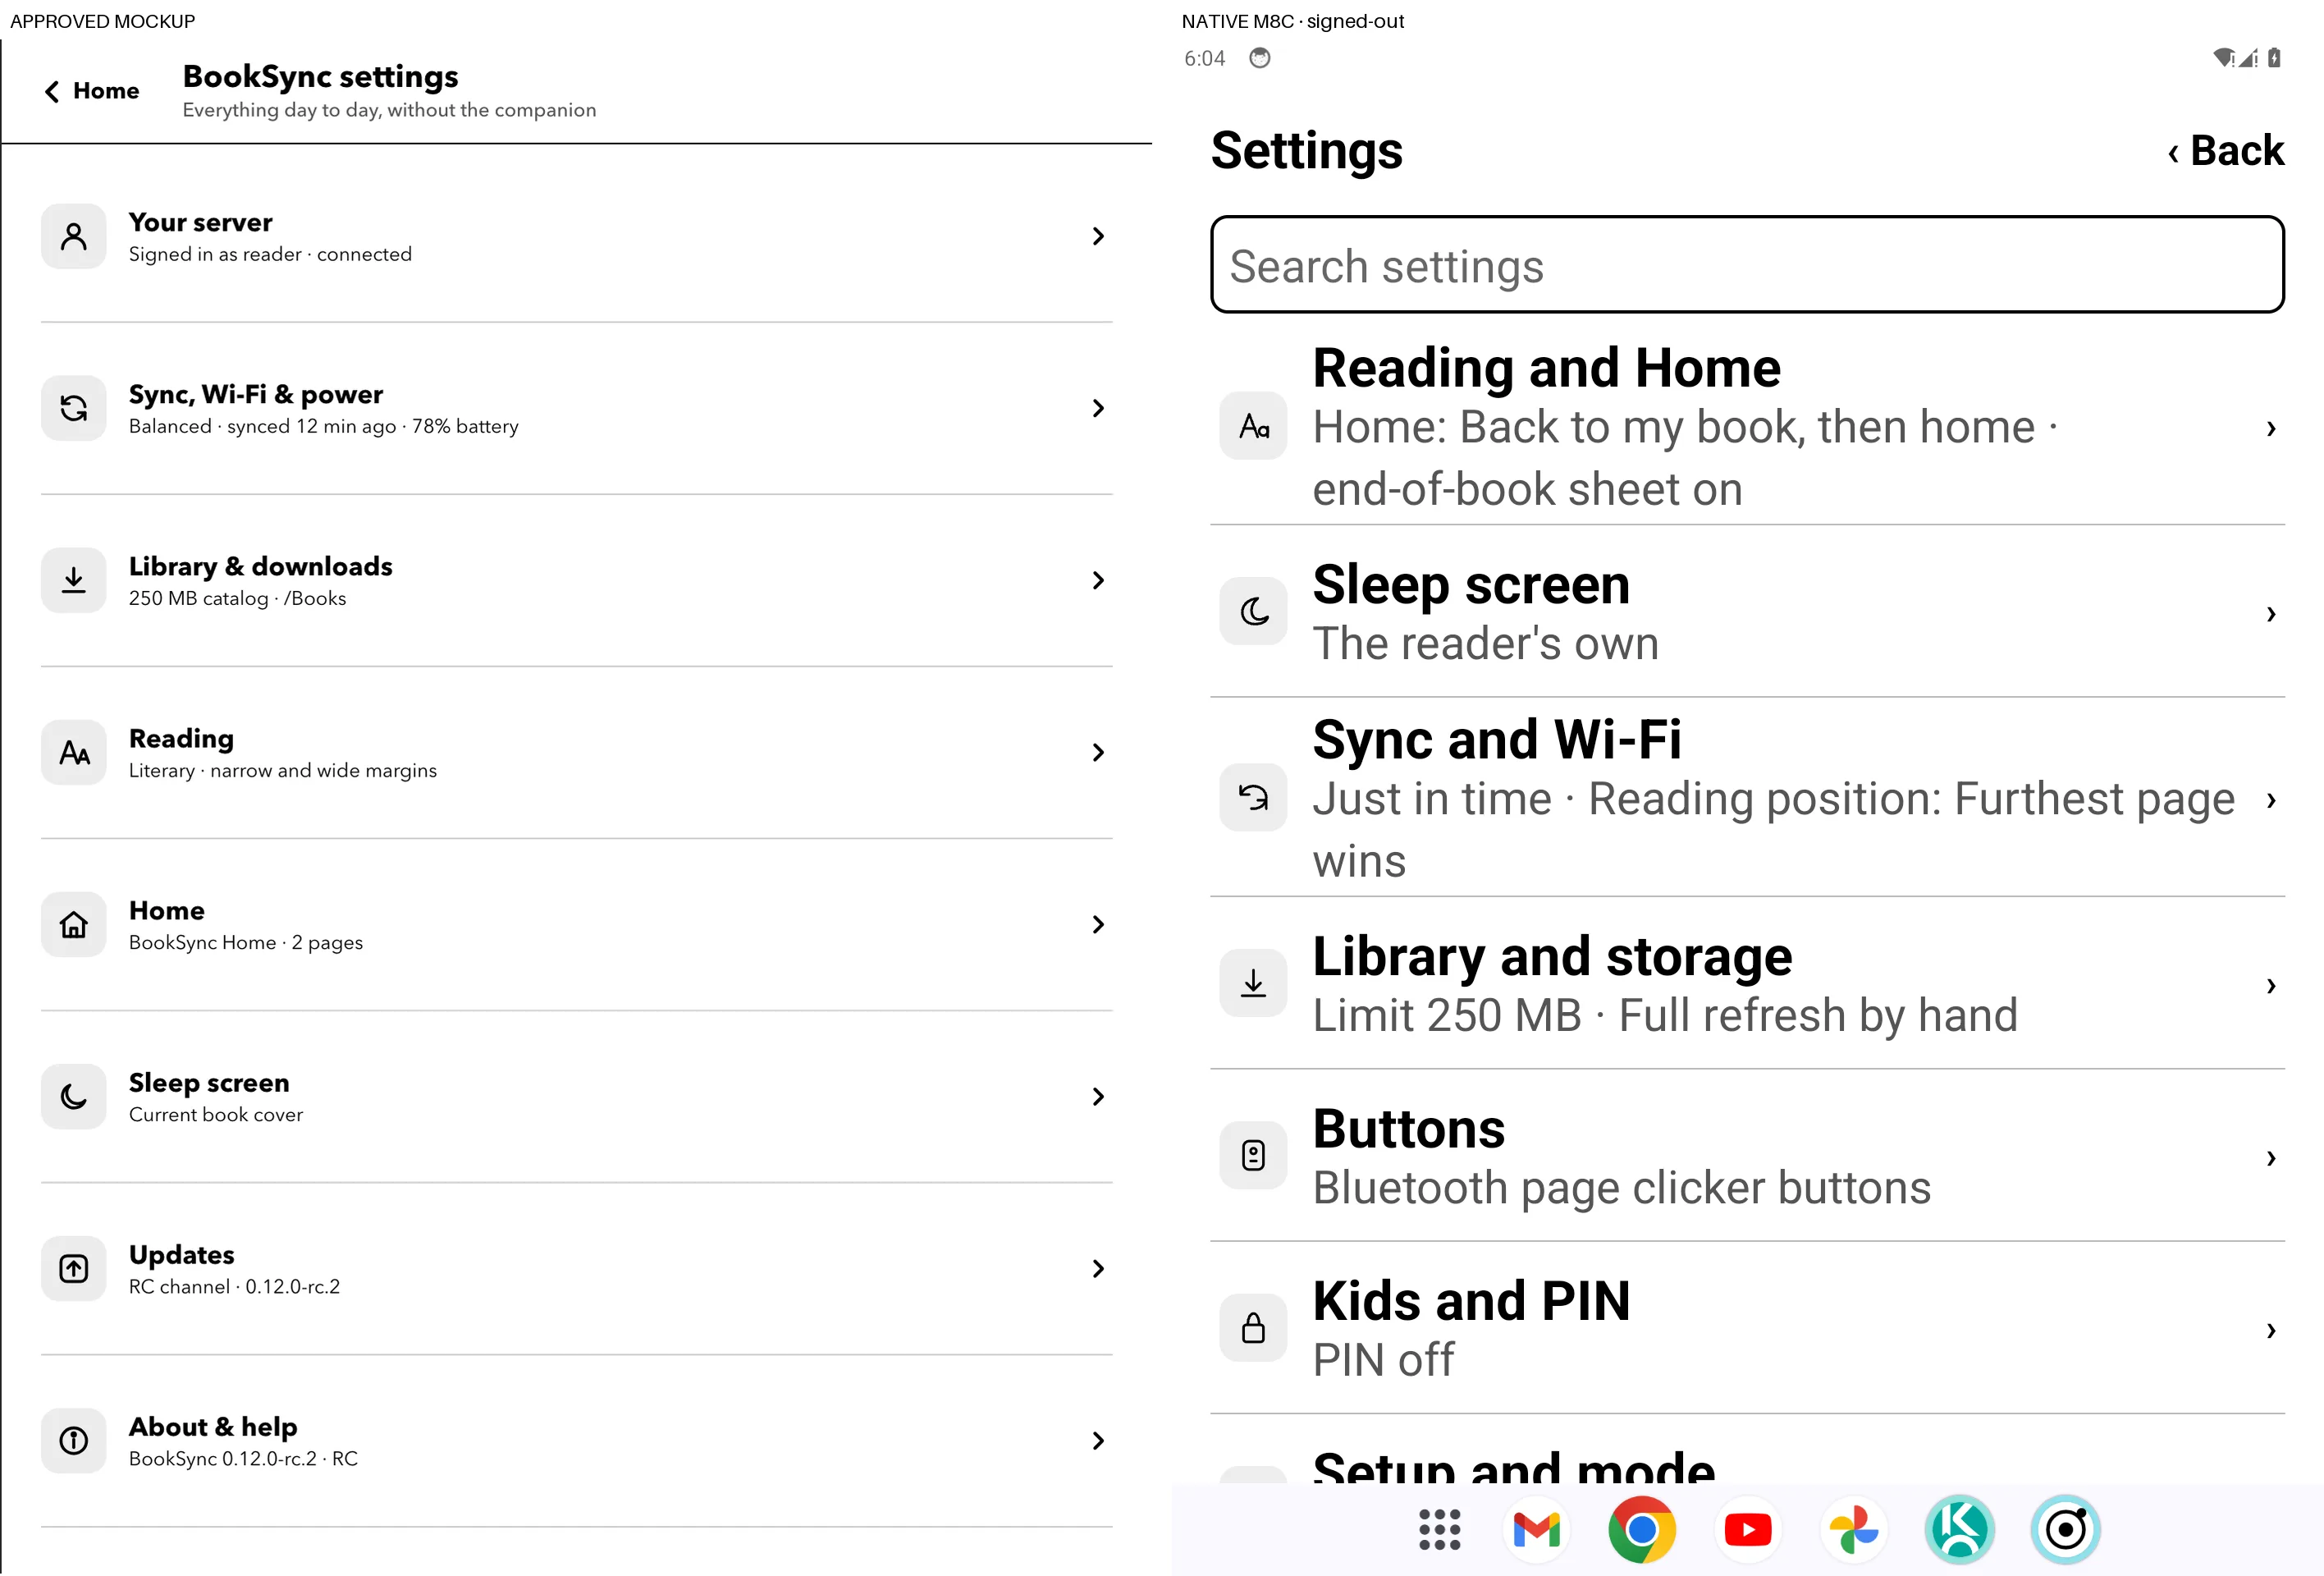 APPROVED MOCKUP
Home
BookSync settings
Everything day to day, without the companion
Your server
Signed in as reader · connected
Sync, Wi-Fi & power
Balanced · synced 12 min ago · 78% battery
Library & downloads
250 MB catalog · /Books
AA
Reading
Literary · narrow and wide margins
Home
BookSync Home · 2 pages
Sleep screen
Current book cover
Updates
RC channel · 0.12.0-rc.2
About & help
BookSync 0.12.0-rc.2 · RC
NATIVE M8C · signed-out
6:04
Settings
‹ Back
Search settings
Aa
Reading and Home
Home: Back to my book, then home ·
end-of-book sheet on
Sleep screen
The reader's own
Sync and Wi-Fi
Just in time · Reading position: Furthest page
wins
Library and storage
Limit 250 MB · Full refresh by hand
Buttons
Bluetooth page clicker buttons
Kids and PIN
PIN off
Setup and mode